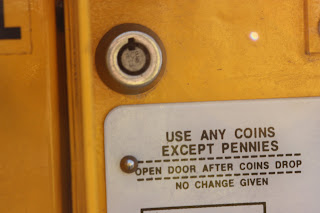 USE ANY COINS
EXCEPT PENNIES
OPEN DOOR AFTER COINS DROP
NO CHANGE GIVEN